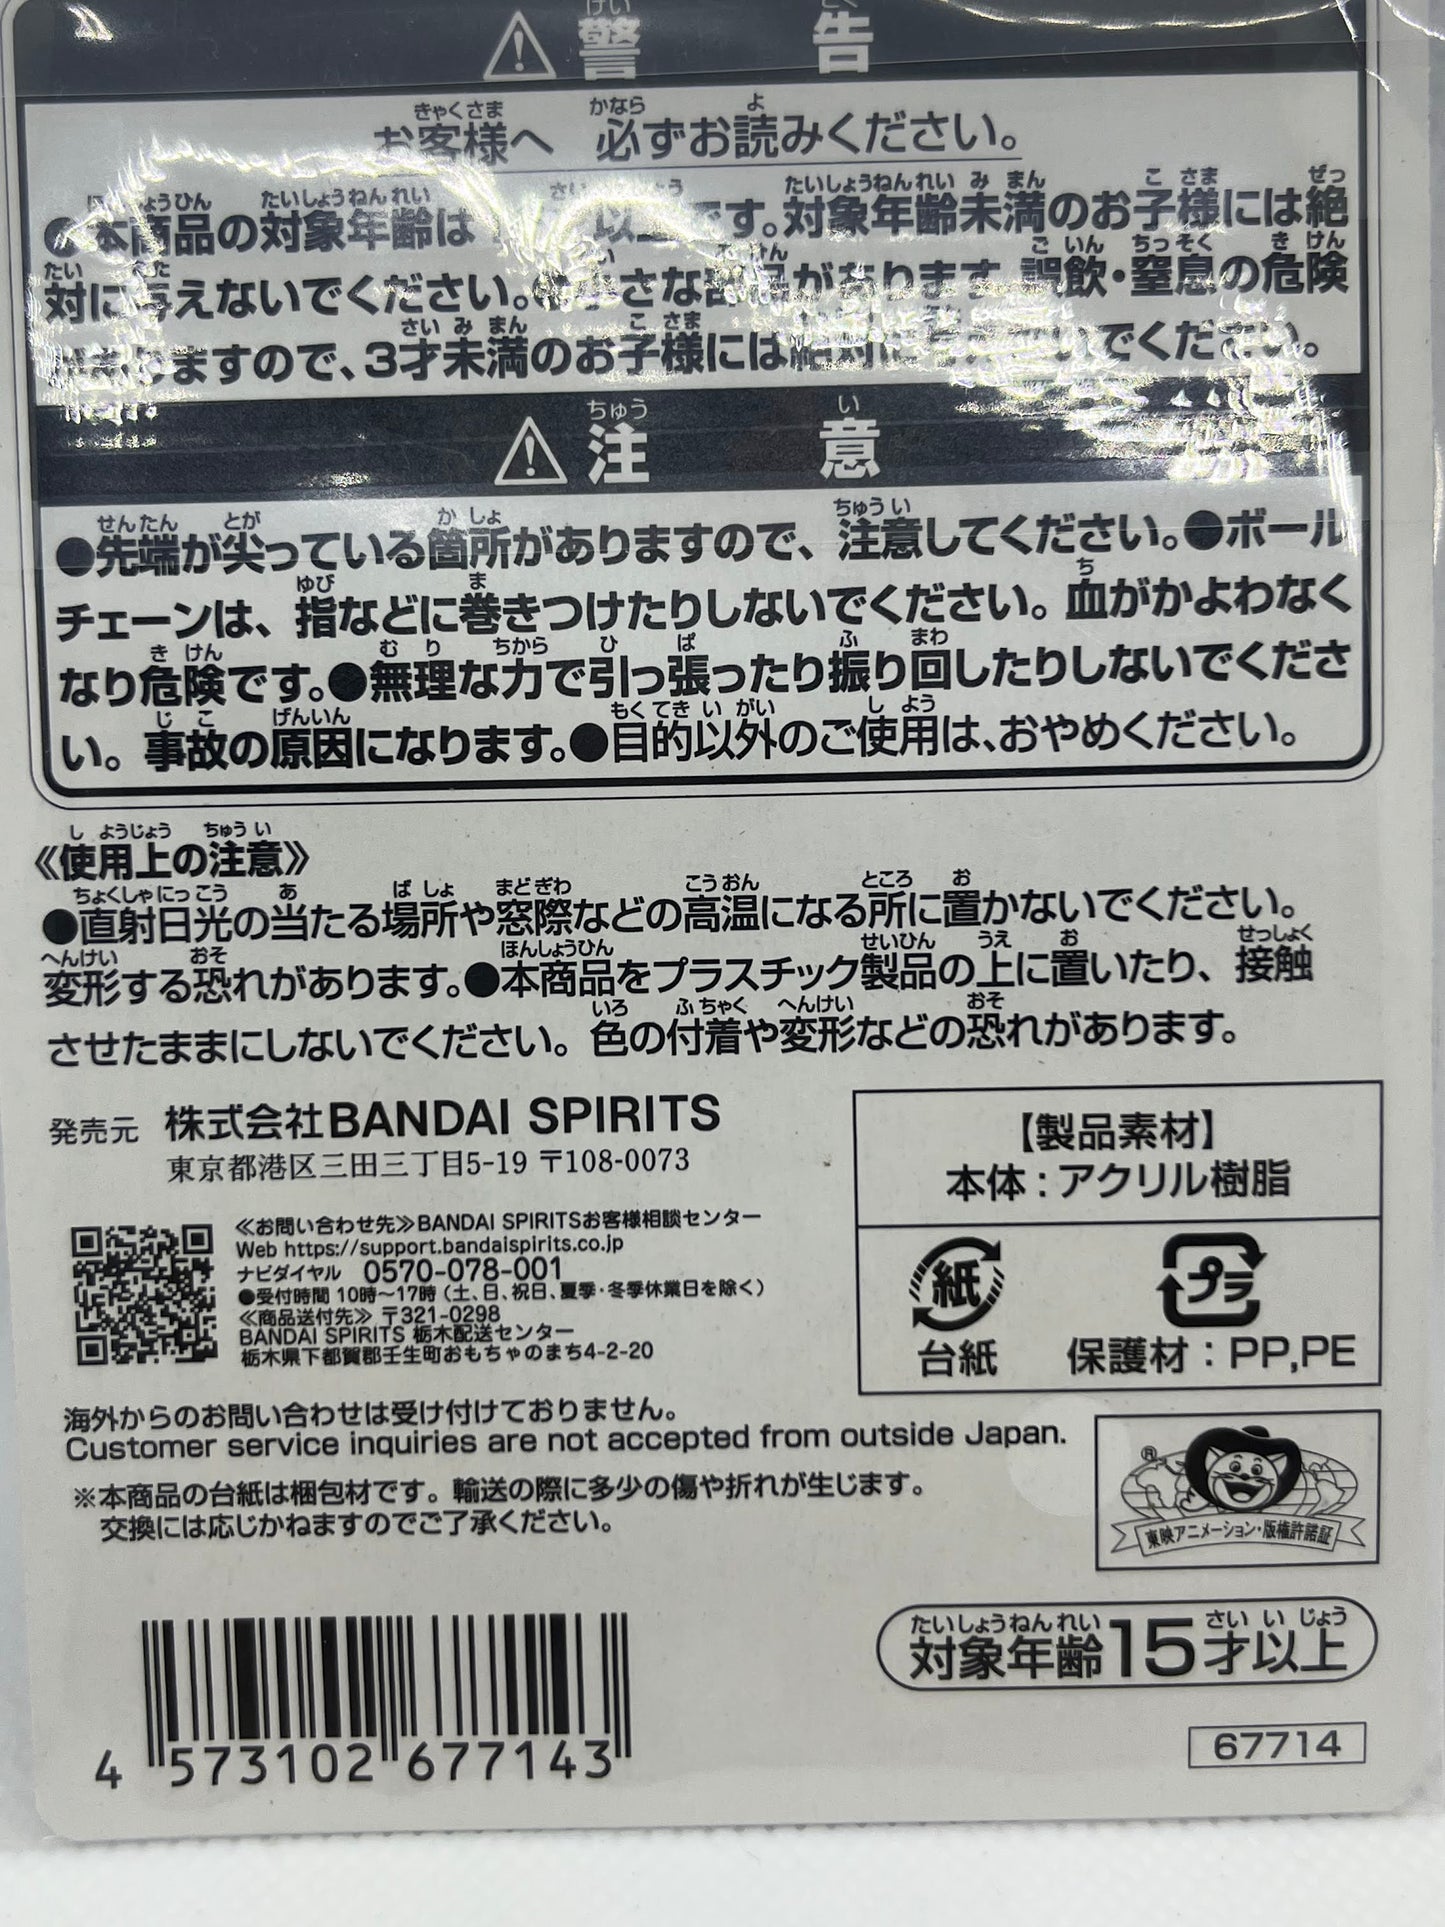 警告
お客様へ 必ずお読みください。
本商品の対象年齢は 以上です。対象年齢未満のお子様には絶
対に与えないでください。小さな部品があります。誤飲・窒息の危険
がありますので、3才未満のお子様には絶対に でください。
注意
●先端が尖っている箇所がありますので、注意してください。●ボール
チェーンは、指などに巻きつけたりしないでください。血がかよわなく
なり危険です。●無理な力で引っ張ったり振り回したりしないでくださ
い。事故の原因になります。●目的以外のご使用は、おやめください。
《使用上の注意》
●直射日光の当たる場所や窓際などの高温になる所に置かないでください。
変形する恐れがあります。●本商品をプラスチック製品の上に置いたり、接触
させたままにしないでください。色の付着や変形などの恐れがあります。
発売元 株式会社BANDAI SPIRITS
東京都港区三田三丁目5-19 〒108-0073
≪お問い合わせ先≫BANDAI SPIRITSお客様相談センター
Web https://support.bandaispirits.co.jp
ナビダイヤル 0570-078-001
●受付時間 10時～17時（土、日、祝日、夏季・冬季休業日を除く）
≪商品送付先≫ 〒321-0298
BANDAI SPIRITS 栃木配送センター
栃木県下都賀郡壬生町おもちゃのまち4-2-20
【製品素材】
本体：アクリル樹脂
紙
プラ
台紙
保護材：PP,PE
海外からのお問い合わせは受け付けておりません。
Customer service inquiries are not accepted from outside Japan.
※本商品の台紙は梱包材です。輸送の際に多少の傷や折れが生じます。
交換には応じかねますのでご了承ください。
®
東映アニメーション・版権許諾証
対象年齢15才以上
4 573102 677143
67714